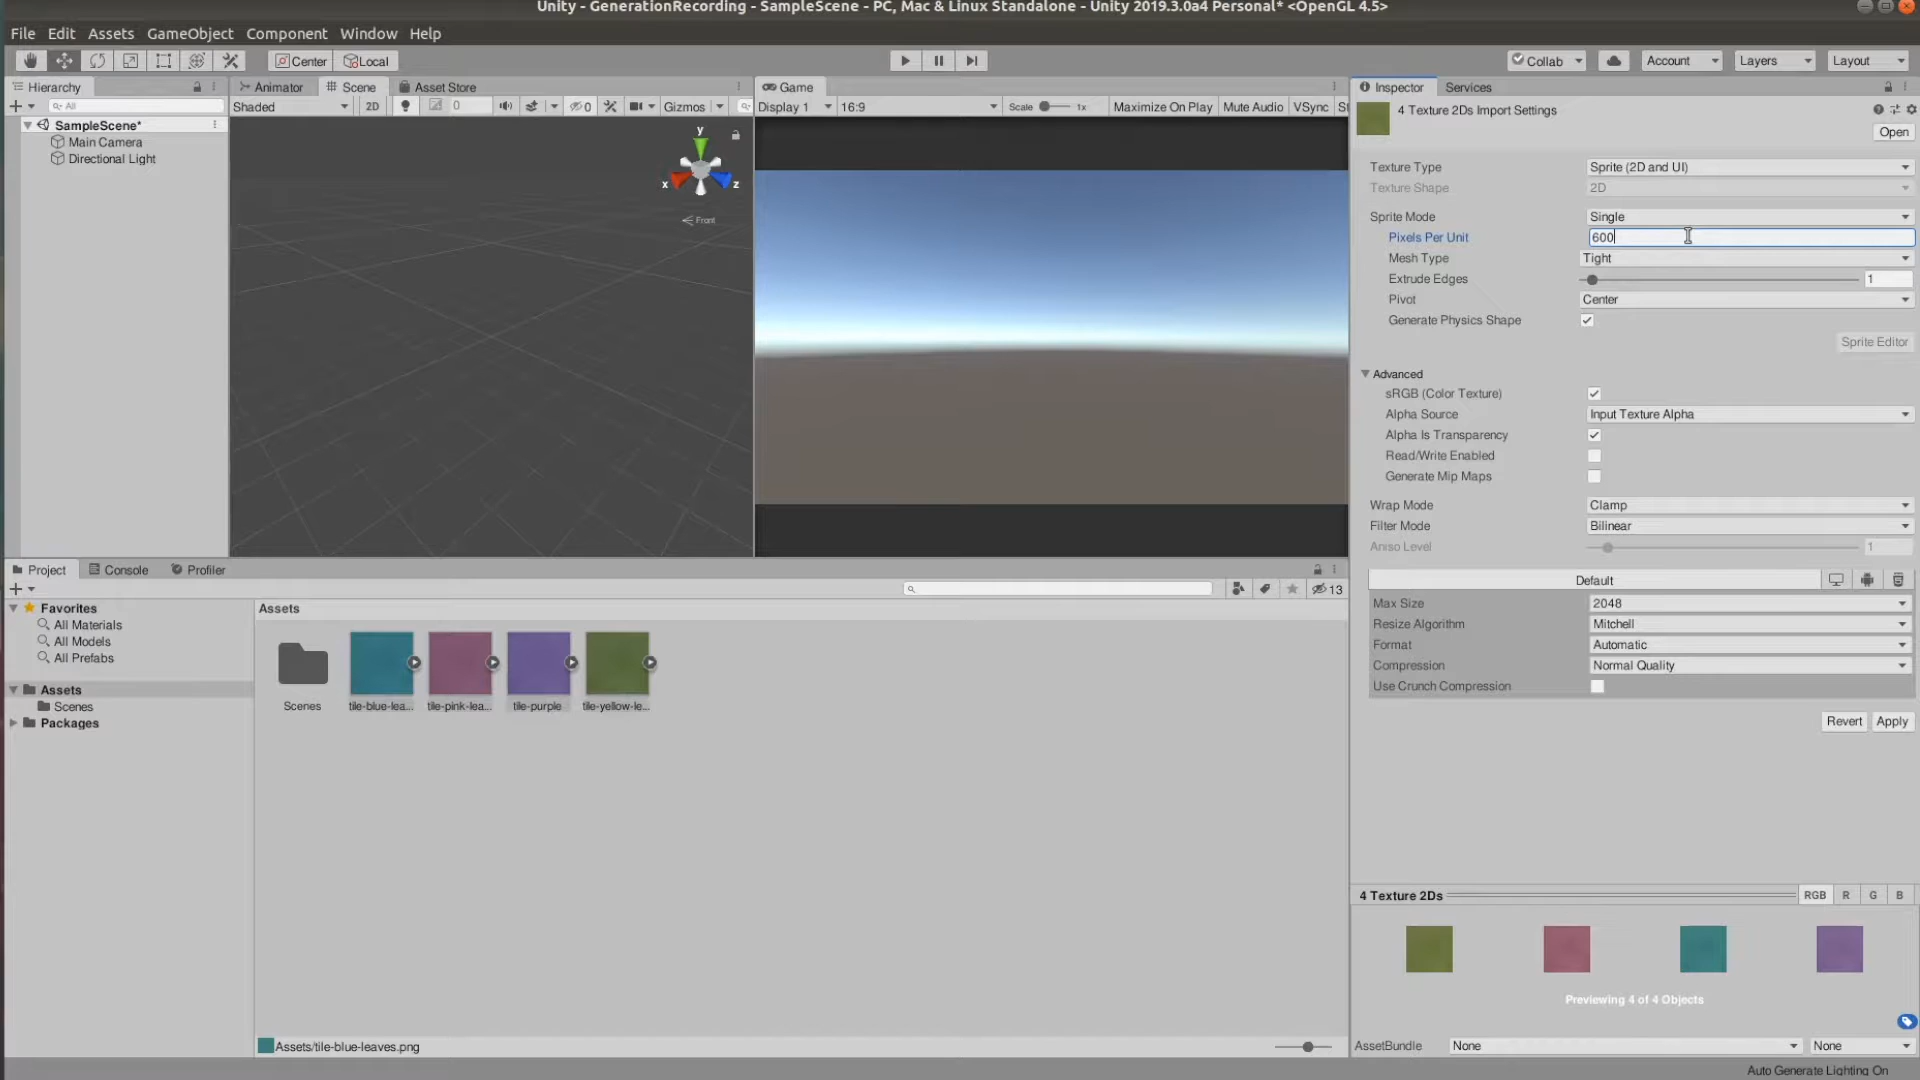 Unity - GenerationRecording - SampleScene - PC, Mac & Linux Standalone - Unity 2019.3.0a4 Personal* <OpenGL 4.5>
File Edit Assets GameObject Component Window Help
Center Local Collab Account Layers Layout
Hierarchy Animator Scene Asset Store Game Inspector Services
All Shaded 2D 0 0 Gizmos Display 1 16:9 Scale 1x Maximize On Play Mute Audio VSync St
SampleScene*
Main Camera
Directional Light
y
x z
Front
4 Texture 2Ds Import Settings
Open
Texture Type Sprite (2D and UI)
Texture Shape 2D
Sprite Mode Single
Pixels Per Unit 600
Mesh Type Tight
Extrude Edges 1
Pivot Center
Generate Physics Shape
Sprite Editor
Advanced
sRGB (Color Texture)
Alpha Source Input Texture Alpha
Alpha Is Transparency
Read/Write Enabled
Generate Mip Maps
Wrap Mode Clamp
Filter Mode Bilinear
Aniso Level 1
Default
Max Size 2048
Resize Algorithm Mitchell
Format Automatic
Compression Normal Quality
Use Crunch Compression
Revert Apply
Project Console Profiler
13
Favorites
All Materials
All Models
All Prefabs
Assets
Scenes
Packages
Assets
Scenes tile-blue-lea... tile-pink-lea... tile-purple tile-yellow-le...
Assets/tile-blue-leaves.png
4 Texture 2Ds RGB R G B
Previewing 4 of 4 Objects
AssetBundle None None
Auto Generate Lighting On